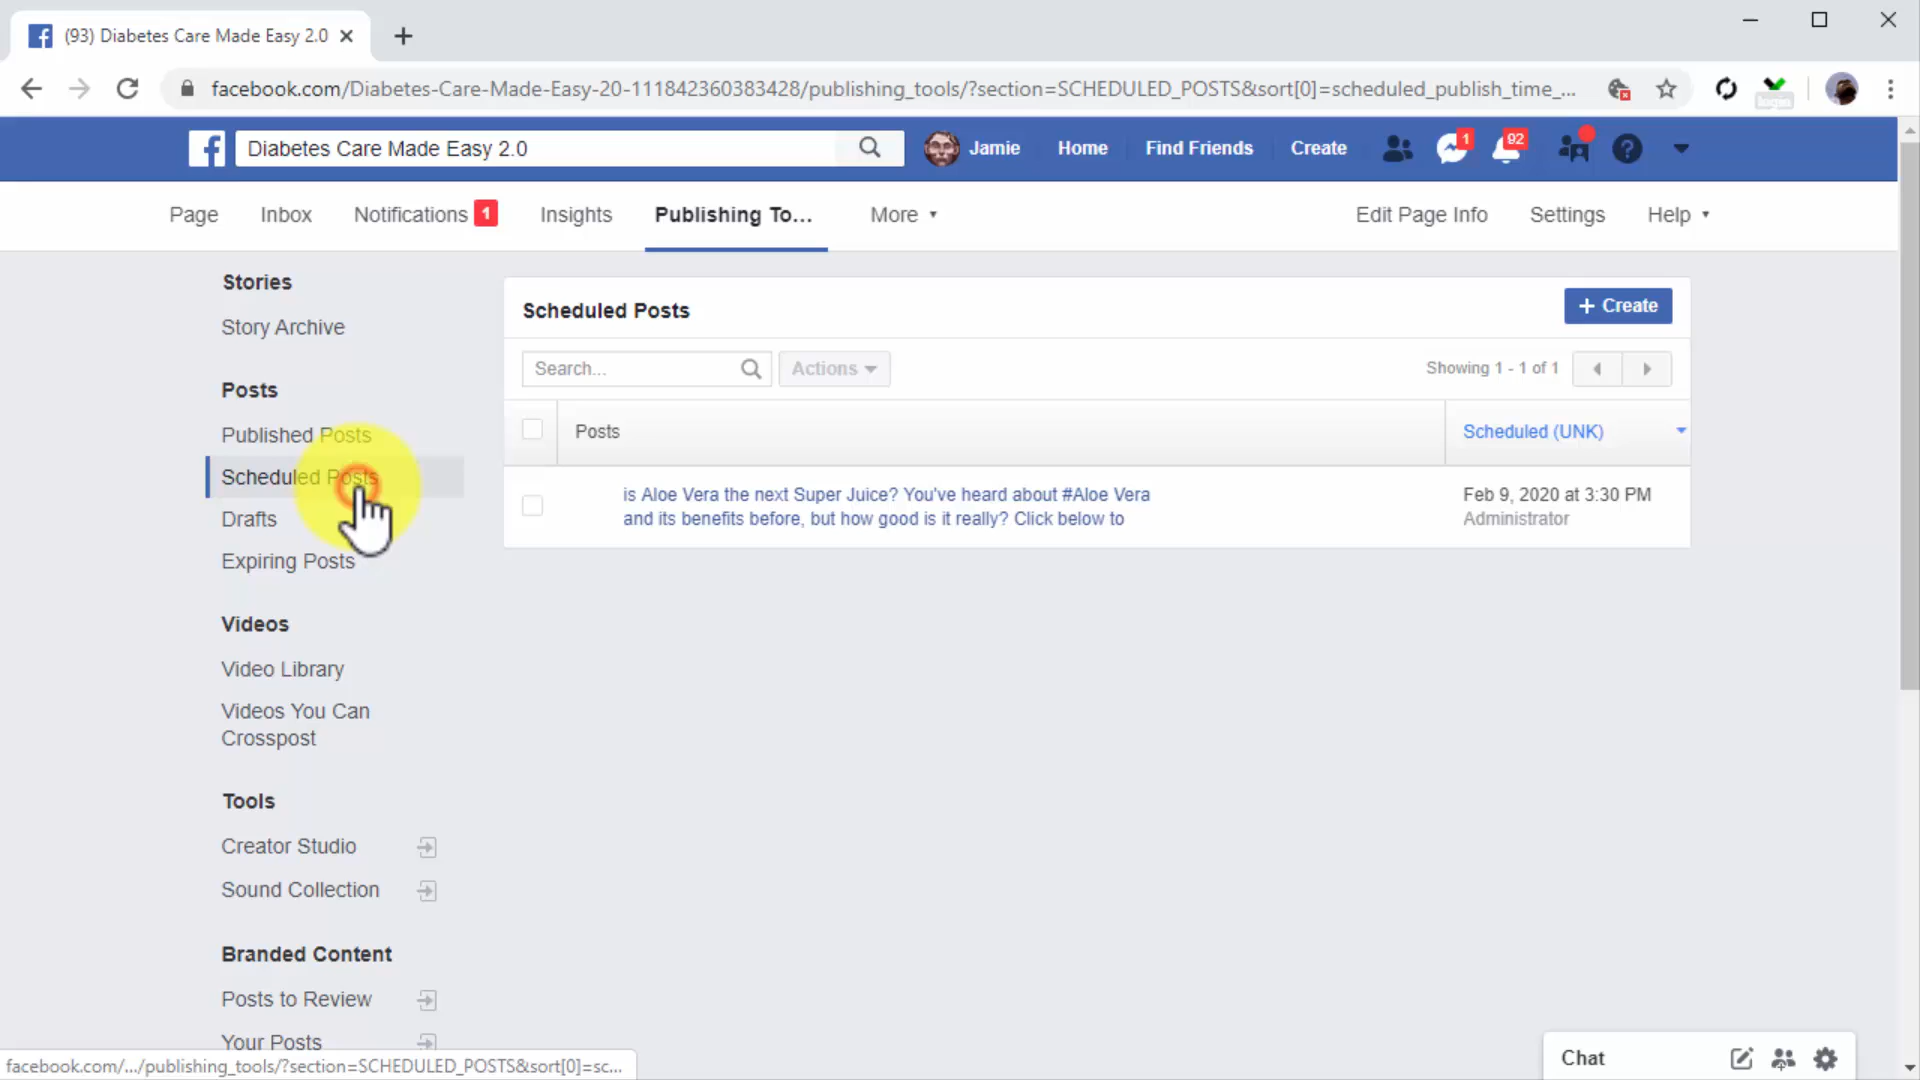 (93) Diabetes Care Made Easy 2.0
facebook.com/Diabetes-Care-Made-Easy-20-111842360383428/publishing_tools/?section=SCHEDULED_POSTS&sort[0]=scheduled_publish_time_...
Diabetes Care Made Easy 2.0
Jamie
Home
Find Friends
Create
1
92
Page
Inbox
Notifications 1
Insights
Publishing To...
More
Edit Page Info
Settings
Help
Stories
Story Archive
Posts
Published Posts
Scheduled Posts
Drafts
Expiring Posts
Videos
Video Library
Videos You Can
Crosspost
Tools
Creator Studio
Sound Collection
Branded Content
Posts to Review
Your Posts
Scheduled Posts
+ Create
Search...
Actions
Showing 1 - 1 of 1
Posts
Scheduled (UNK)
is Aloe Vera the next Super Juice? You've heard about #Aloe Vera
and its benefits before, but how good is it really? Click below to
Feb 9, 2020 at 3:30 PM
Administrator
facebook.com/.../publishing_tools/?section=SCHEDULED_POSTS&sort[0]=sc...
Chat